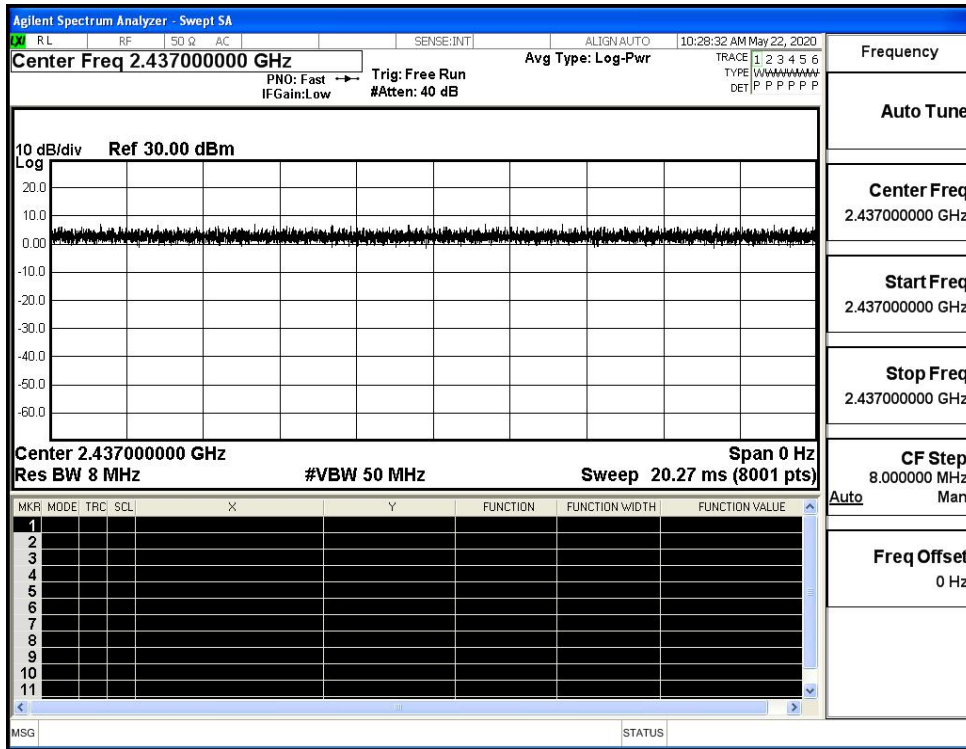 Agilent Spectrum Analyzer - Swept SA
LXI RL RF 50 Ω AC SENSE:INT ALIGN AUTO 10:28:32 AM May 22, 2020
Center Freq 2.437000000 GHz
PNO: Fast
IFGain:Low
Trig: Free Run
#Atten: 40 dB
Avg Type: Log-Pwr
TRACE 1 2 3 4 5 6
TYPE WWWWWW
DET P P P P P P
10 dB/div Ref 30.00 dBm
Log
20.0
10.0
0.00
-10.0
-20.0
-30.0
-40.0
-50.0
-60.0
Center 2.437000000 GHz Span 0 Hz
Res BW 8 MHz #VBW 50 MHz Sweep 20.27 ms (8001 pts)
MKR MODE TRC SCL X Y FUNCTION FUNCTION WIDTH FUNCTION VALUE
1
2
3
4
5
6
7
8
9
10
11
MSG STATUS
Frequency
Auto Tune
Center Freq
2.437000000 GHz
Start Freq
2.437000000 GHz
Stop Freq
2.437000000 GHz
CF Step
8.000000 MHz
Auto Man
Freq Offset
0 Hz